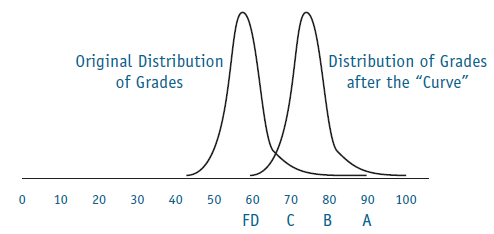 Original Distribution
of Grades
Distribution of Grades
after the “Curve”
0 10 20 30 40 50 60 70 80 90 100
FD C B A